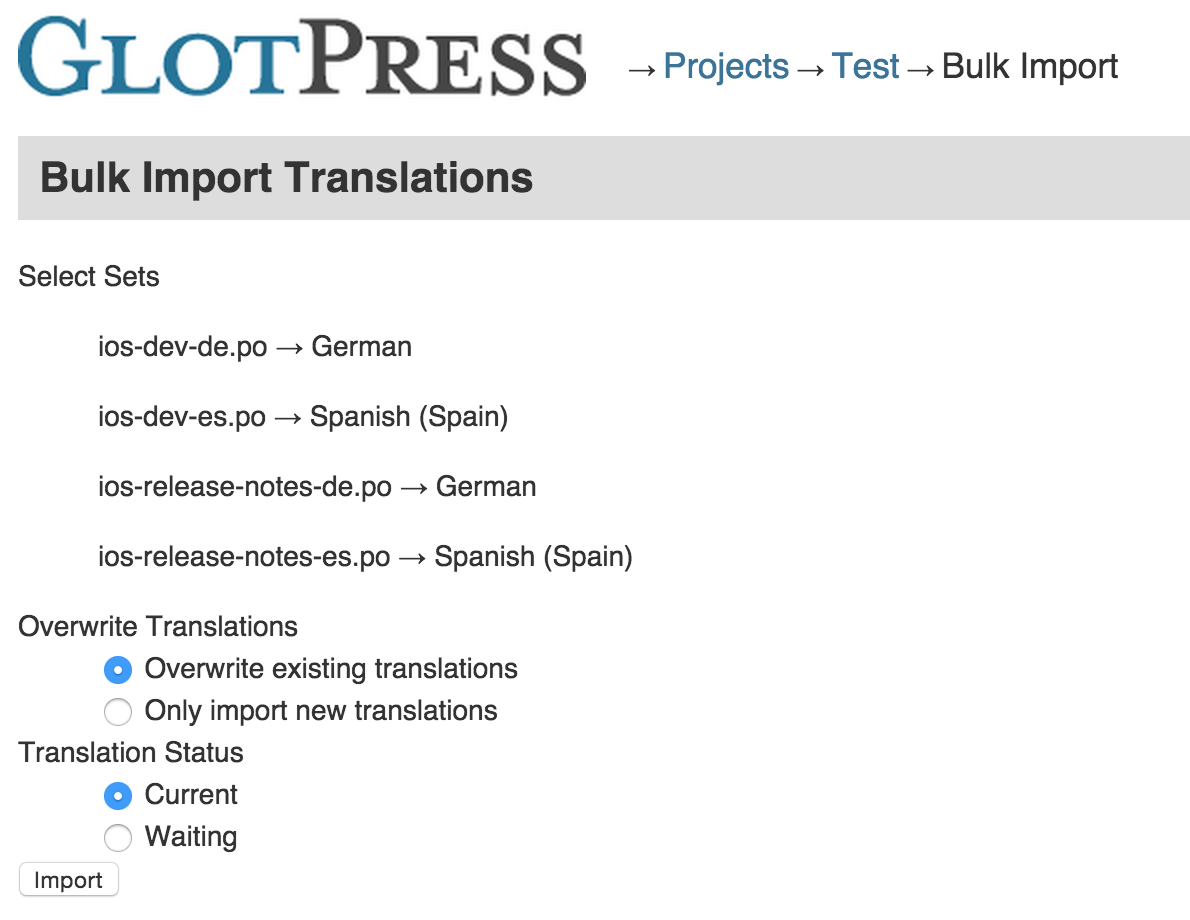 GLOTPRESS → Projects → Test → Bulk Import
Bulk Import Translations
Select Sets
ios-dev-de.po → German
ios-dev-es.po → Spanish (Spain)
ios-release-notes-de.po → German
ios-release-notes-es.po → Spanish (Spain)
Overwrite Translations
Overwrite existing translations
Only import new translations
Translation Status
Current
Waiting
Import